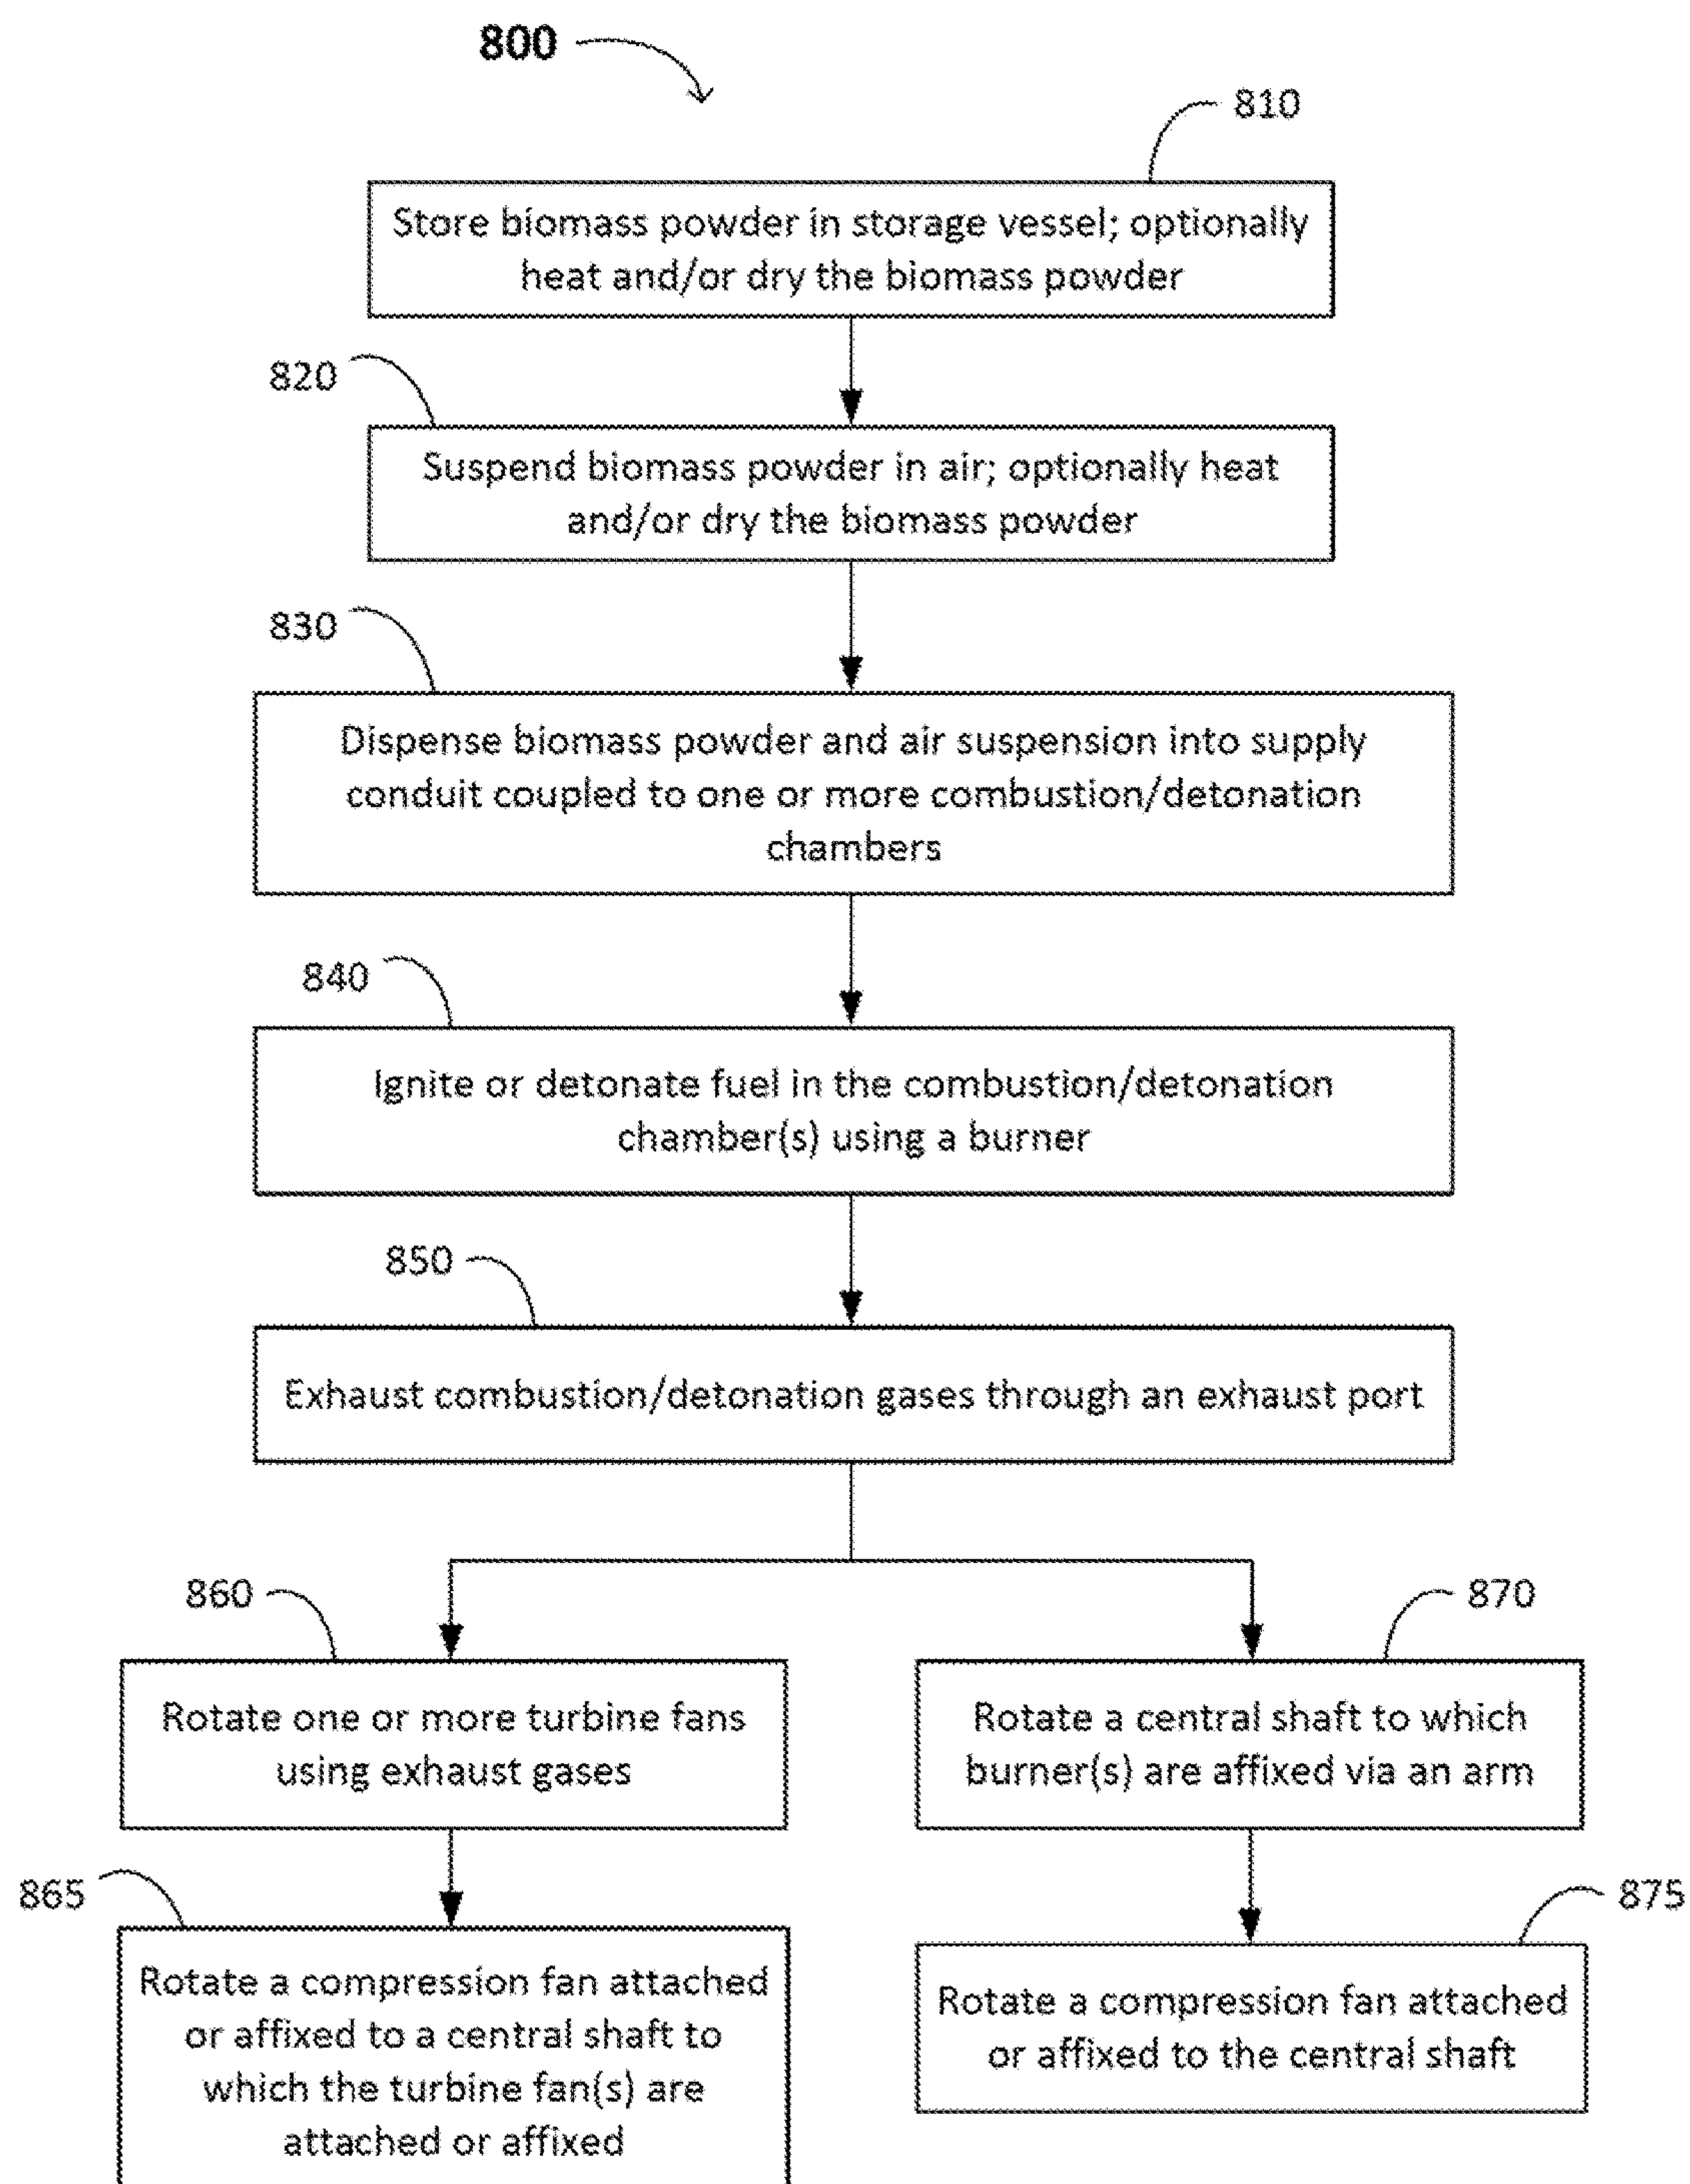 800
810
Store biomass powder in storage vessel; optionally
heat and/or dry the biomass powder
820
Suspend biomass powder in air; optionally heat
and/or dry the biomass powder
830
Dispense biomass powder and air suspension into supply
conduit coupled to one or more combustion/detonation
chambers
840
Ignite or detonate fuel in the combustion/detonation
chamber(s) using a burner
850
Exhaust combustion/detonation gases through an exhaust port
860
Rotate one or more turbine fans
using exhaust gases
870
Rotate a central shaft to which
burner(s) are affixed via an arm
865
Rotate a compression fan attached
or affixed to a central shaft to
which the turbine fan(s) are
attached or affixed
875
Rotate a compression fan attached
or affixed to the central shaft